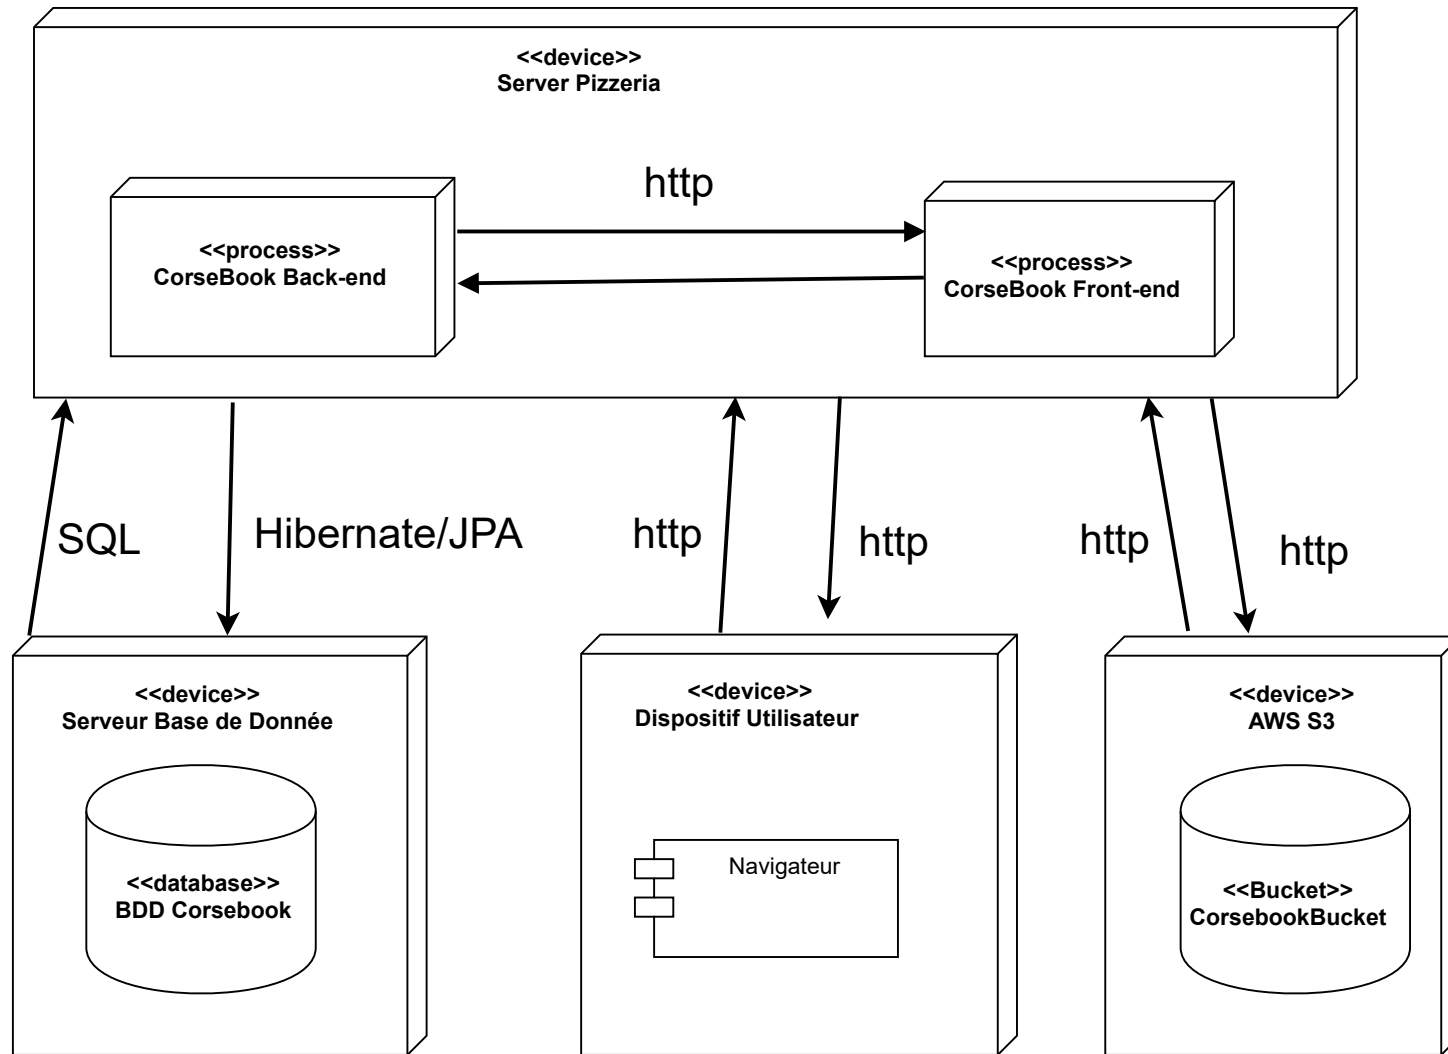 <<device>>
Server Pizzeria
http
<<process>>
CorseBook Back-end
<<process>>
CorseBook Front-end
SQL
Hibernate/JPA
http
http
http
http
<<device>>
Serveur Base de Donnée
<<database>>
BDD Corsebook
<<device>>
Dispositif Utilisateur
Navigateur
<<device>>
AWS S3
<<Bucket>>
CorsebookBucket